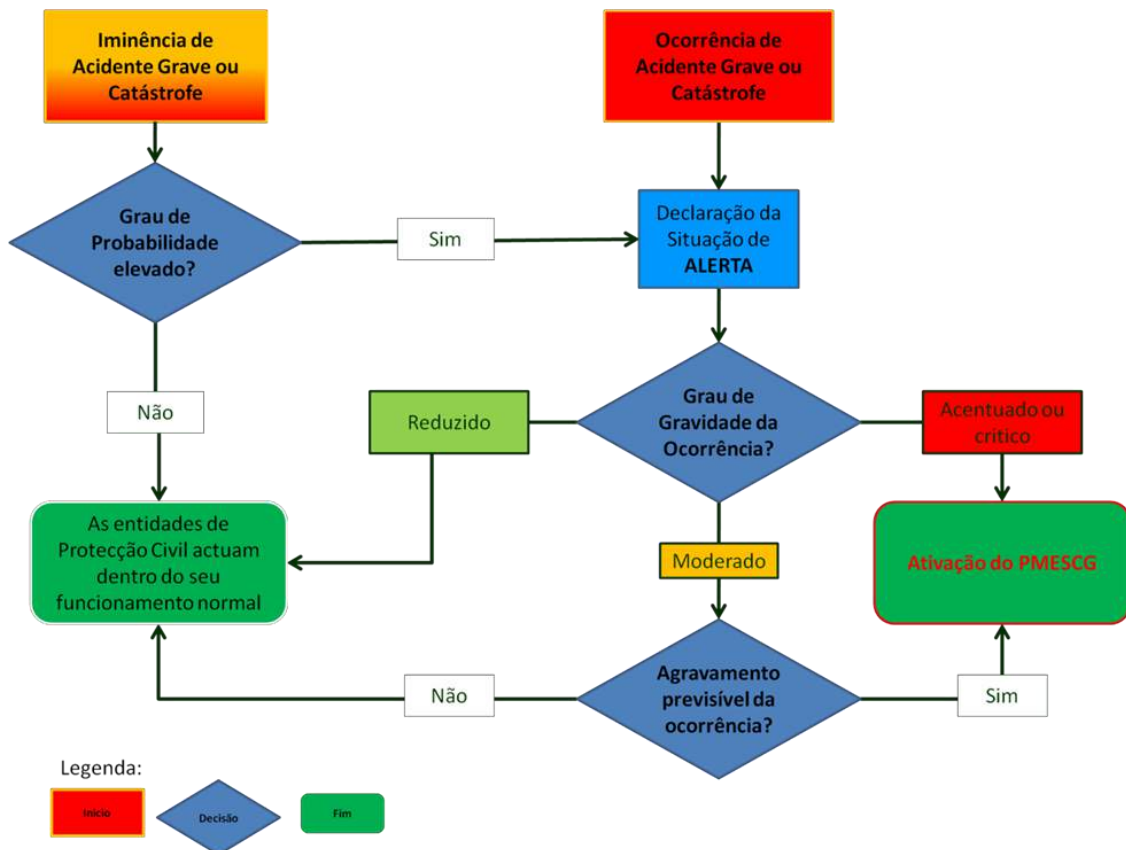 Iminência de
Acidente Grave ou
Catástrofe
Ocorrência de
Acidente Grave ou
Catástrofe
Grau de
Probabilidade
elevado?
Sim
Declaração da
Situação de
ALERTA
Não
Reduzido
Grau de
Gravidade da
Ocorrência?
Acentuado ou
crítico
As entidades de
Protecção Civil actuam
dentro do seu
funcionamento normal
Moderado
Ativação do PMESCG
Não
Agravamento
previsível da
ocorrência?
Sim
Legenda:
Inicio
Decisão
Fim